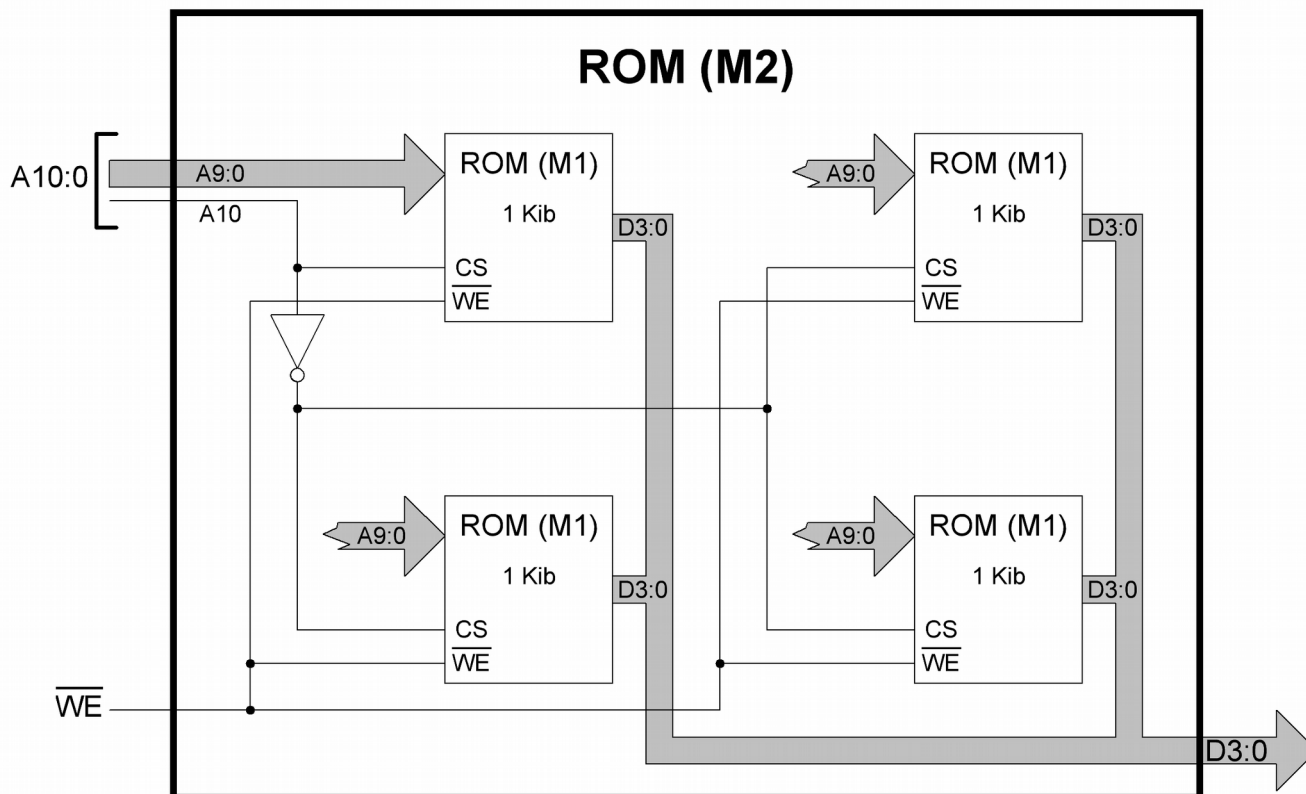 ROM (M2)
A10:0
A9:0
A10
ROM (M1)
1 Kib
D3:0
CS
WE
A9:0
ROM (M1)
1 Kib
D3:0
CS
WE
A9:0
ROM (M1)
1 Kib
D3:0
CS
WE
A9:0
ROM (M1)
1 Kib
D3:0
CS
WE
WE
D3:0